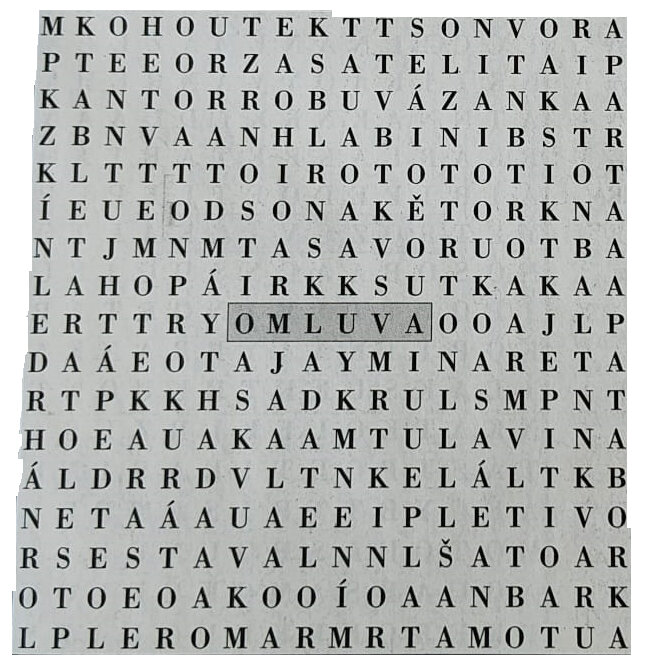 M K O H O U T E K T T S O N V O R A
P T E E O R Z A S A T E L I T A I P
K A N T O R R O B U V Á Z A N K A A
Z B N V A A N H L A B I N I B S T R
K L T T T T O I R O T O T O T I O T
Í E U E O D S O N A K Ě T O R K N A
N T J M N M T A S A V O R U O T B A
L A H O P Á I R K K S U T K A K A A
E R T T R Y O M L U V A O O A J L P
D A Á E O T A J A Y M I N A R E T A
R T P K K H S A D K R U L S M P N T
H O E A U A K A A M T U L A V I N A
Á L D R R D V L T N K E L Á L T K B
N E T A Á A U A E E I P L E T I V O
R S E S T A V A L N N L Š A T O A R
O T O E O A K O O Í O A A N B A R K
L P L E R O M A R M R T A M O T U A